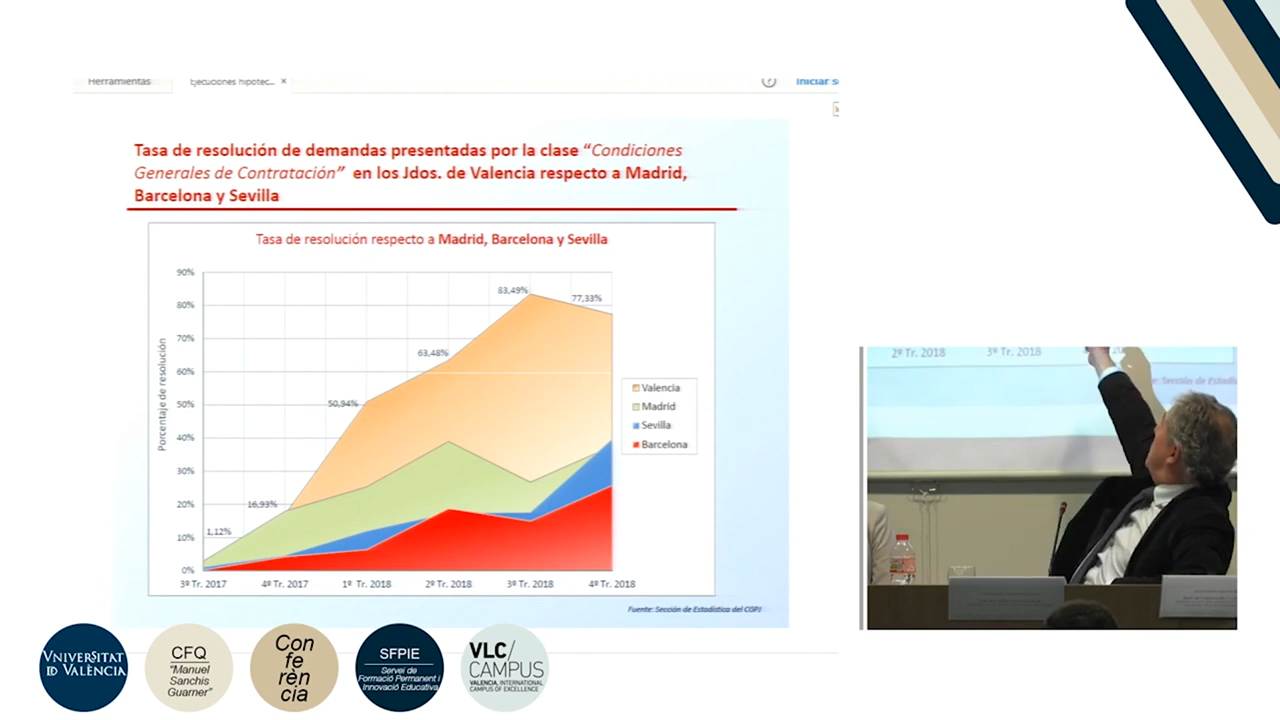 Herramientas
Ejecuciones hipotec... ×
?
Iniciar s
Tasa de resolución de demandas presentadas por la clase “Condiciones
Generales de Contratación” en los Jdos. de Valencia respecto a Madrid,
Barcelona y Sevilla
Tasa de resolución respecto a Madrid, Barcelona y Sevilla
Porcentaje de resolución
90%
80%
70%
60%
50%
40%
30%
20%
10%
0%
1,12%
16,93%
50,94%
63,48%
83,49%
77,33%
3º Tr. 2017
4º Tr. 2017
1º Tr. 2018
2º Tr. 2018
3º Tr. 2018
4º Tr. 2018
Valencia
Madrid
Sevilla
Barcelona
Fuente: Sección de Estadística del CGPJ
2º Tr. 2018
3º Tr. 2018
VNIVERSITAT
ID VALÈNCIA
CFQ
“Manuel
Sanchis
Guarner”
Con
fe
rèn
cia
SFPIE
Servei de
Formació Permanent i
Innovació Educativa
VLC/
CAMPUS
VALENCIA, INTERNATIONAL
CAMPUS OF EXCELLENCE